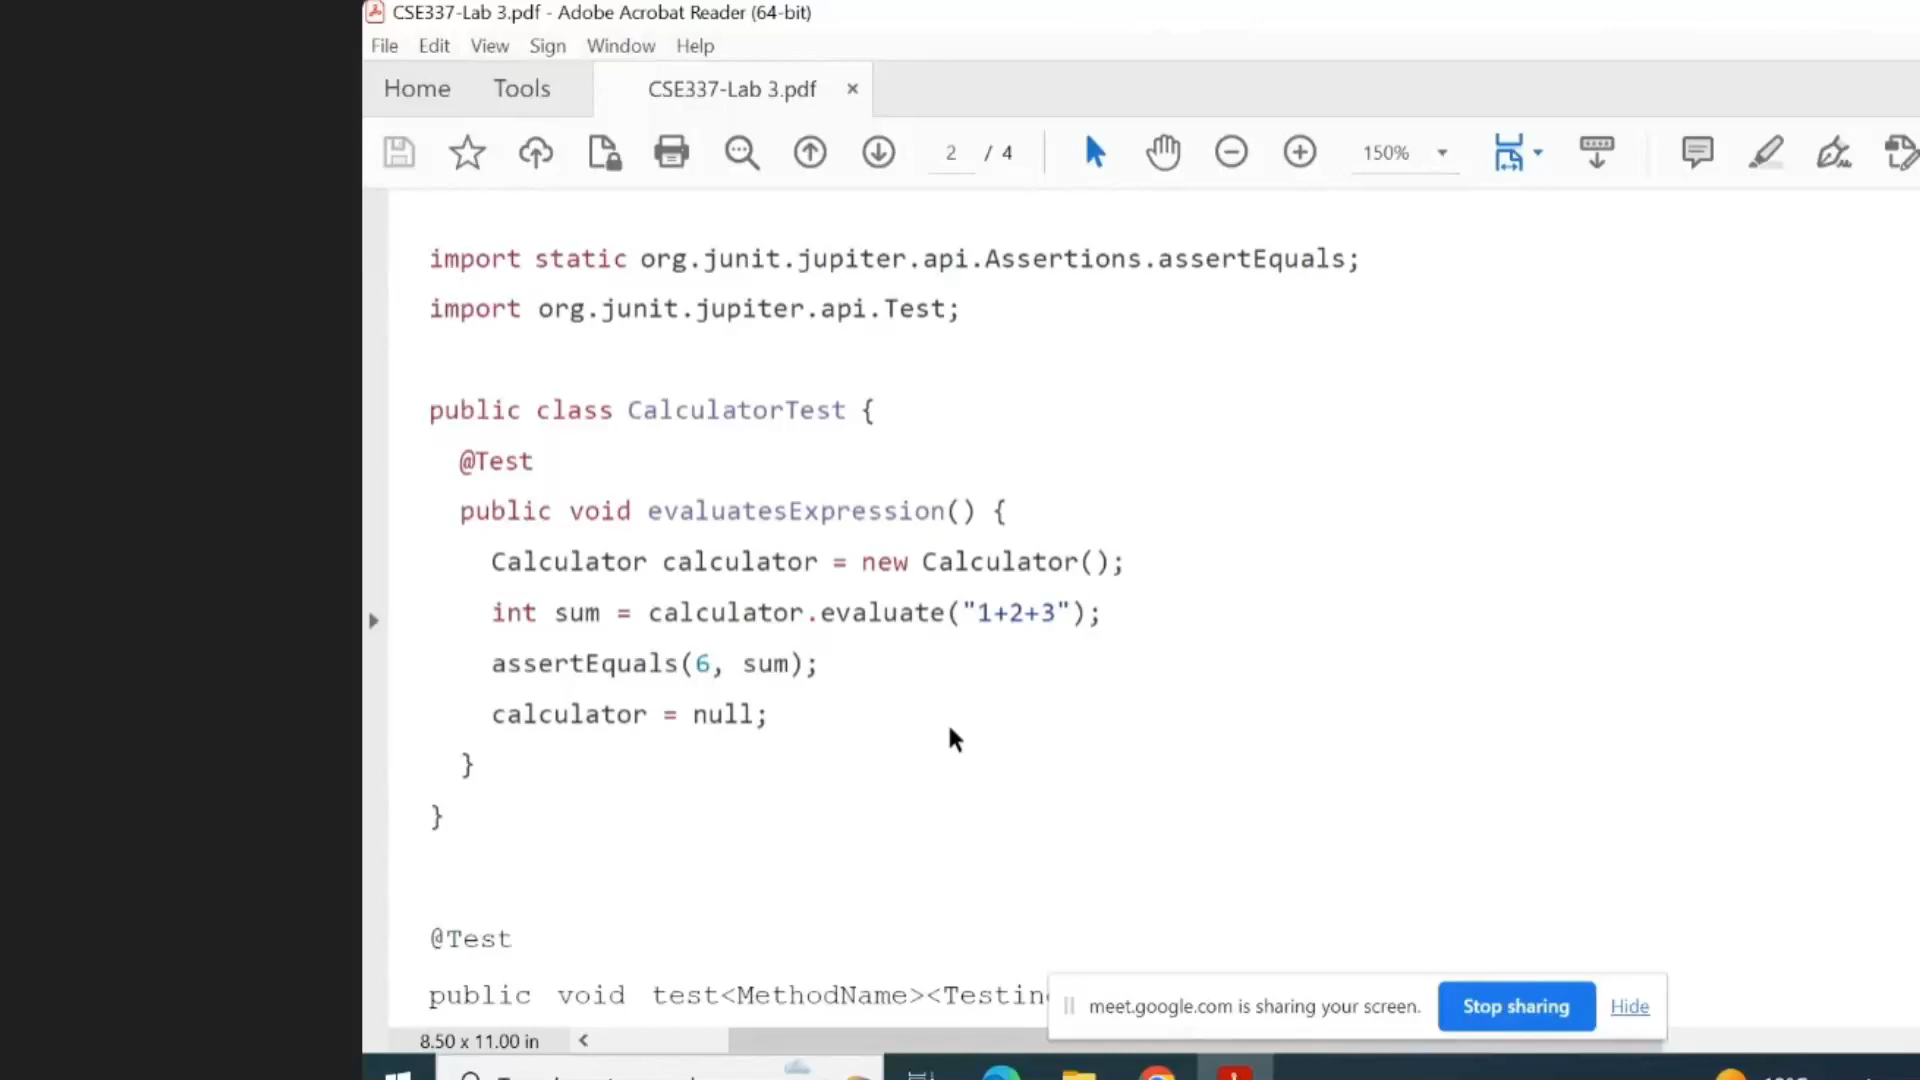 CSE337-Lab 3.pdf - Adobe Acrobat Reader (64-bit)
File Edit View Sign Window Help
Home Tools CSE337-Lab 3.pdf ×
2 / 4 150%
import static org.junit.jupiter.api.Assertions.assertEquals;
import org.junit.jupiter.api.Test;
public class CalculatorTest {
@Test
public void evaluatesExpression() {
Calculator calculator = new Calculator();
int sum = calculator.evaluate("1+2+3");
assertEquals(6, sum);
calculator = null;
}
}
@Test
public void test<MethodName><Testin
meet.google.com is sharing your screen. Stop sharing Hide
8.50 x 11.00 in